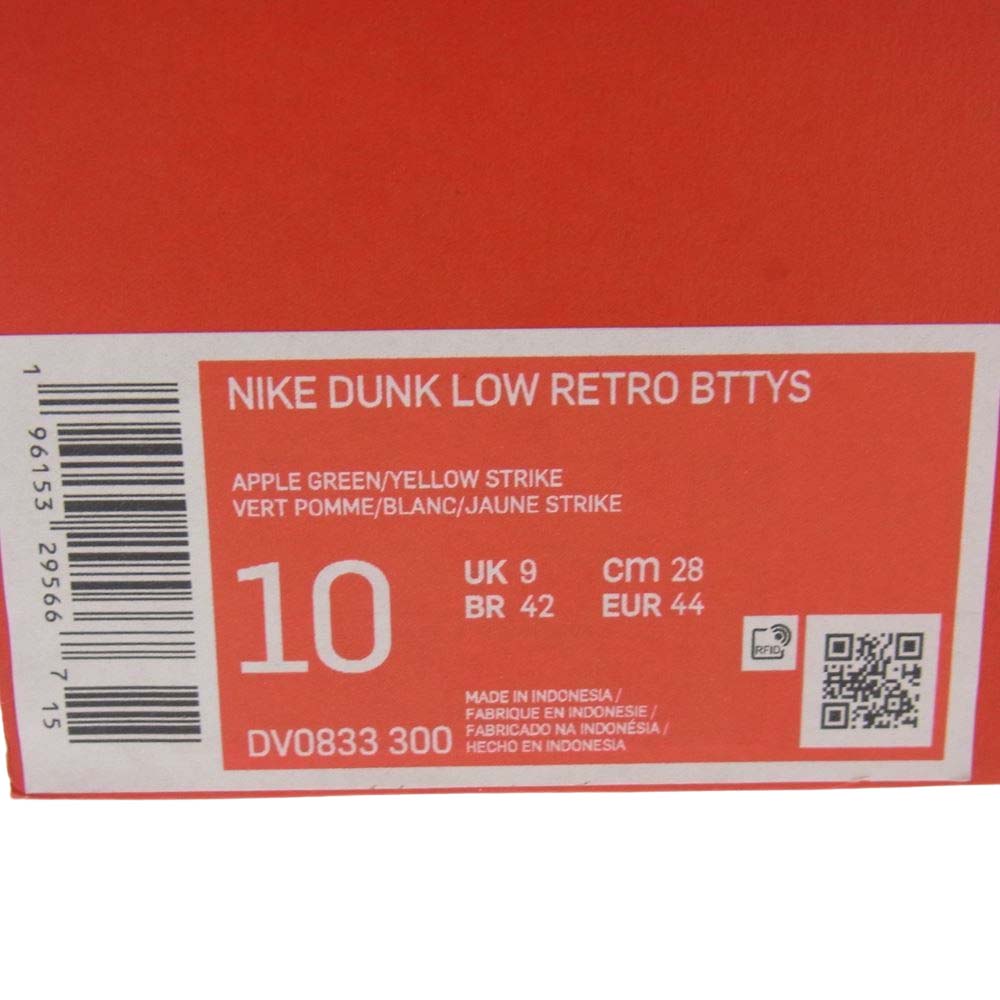 NIKE DUNK LOW RETRO BTTYS
APPLE GREEN/YELLOW STRIKE
VERT POMME/BLANC/JAUNE STRIKE
10
UK 9 cm 28
BR 42 EUR 44
RFID
MADE IN INDONESIA /
FABRIQUE EN INDONESIE /
FABRICADO NA INDONÉSIA /
HECHO EN INDONESIA
DV0833 300
1 96153 29566 7 15